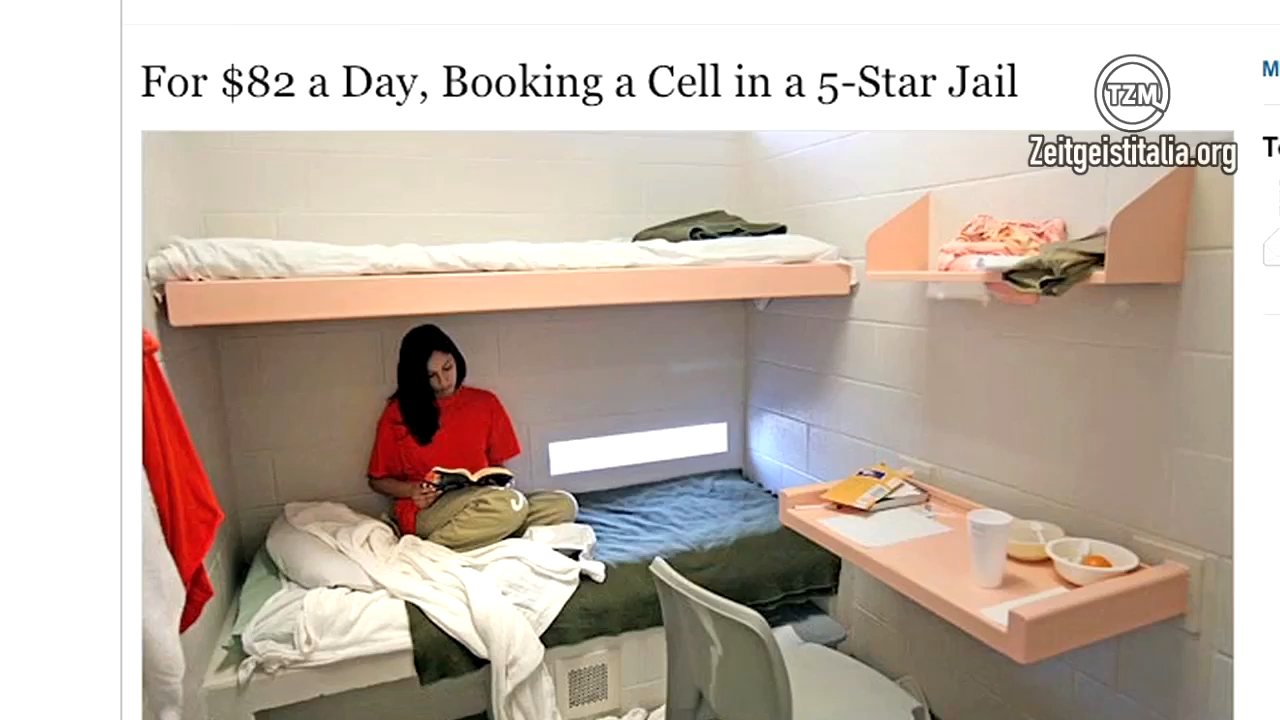 For $82 a Day, Booking a Cell in a 5-Star Jail
TZM
Zeitgeistitalia.org